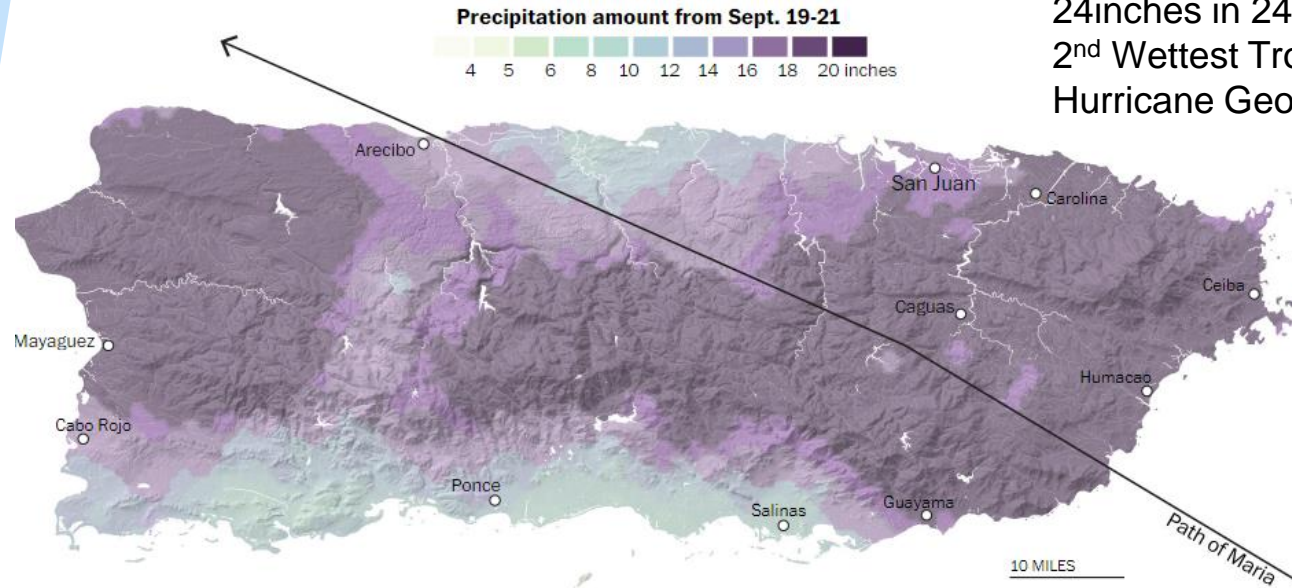 Precipitation amount from Sept. 19-21
4 5 6 8 10 12 14 16 18 20 inches
24inches in 24
2nd Wettest
Hurricane
Arecibo
San Juan
Carolina
Ceiba
Caguas
Mayaguez
Humacao
Cabo Rojo
Ponce
Salinas
Guayama
Path of Maria
10 MILES